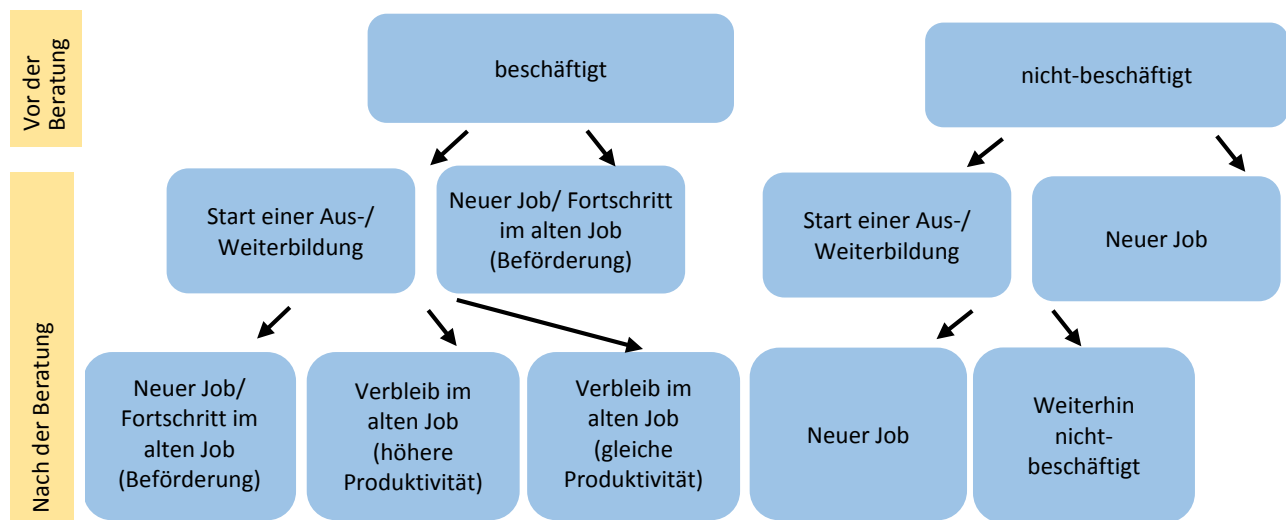 Vor der
Beratung
beschäftigt
nicht-beschäftigt
Nach der Beratung
Start einer Aus-/
Weiterbildung
Neuer Job/ Fortschritt
im alten Job
(Beförderung)
Start einer Aus-/
Weiterbildung
Neuer Job
Neuer Job/
Fortschritt im
alten Job
(Beförderung)
Verbleib im
alten Job
(höhere
Produktivität)
Verbleib im
alten Job
(gleiche
Produktivität)
Neuer Job
Weiterhin
nicht-
beschäftigt